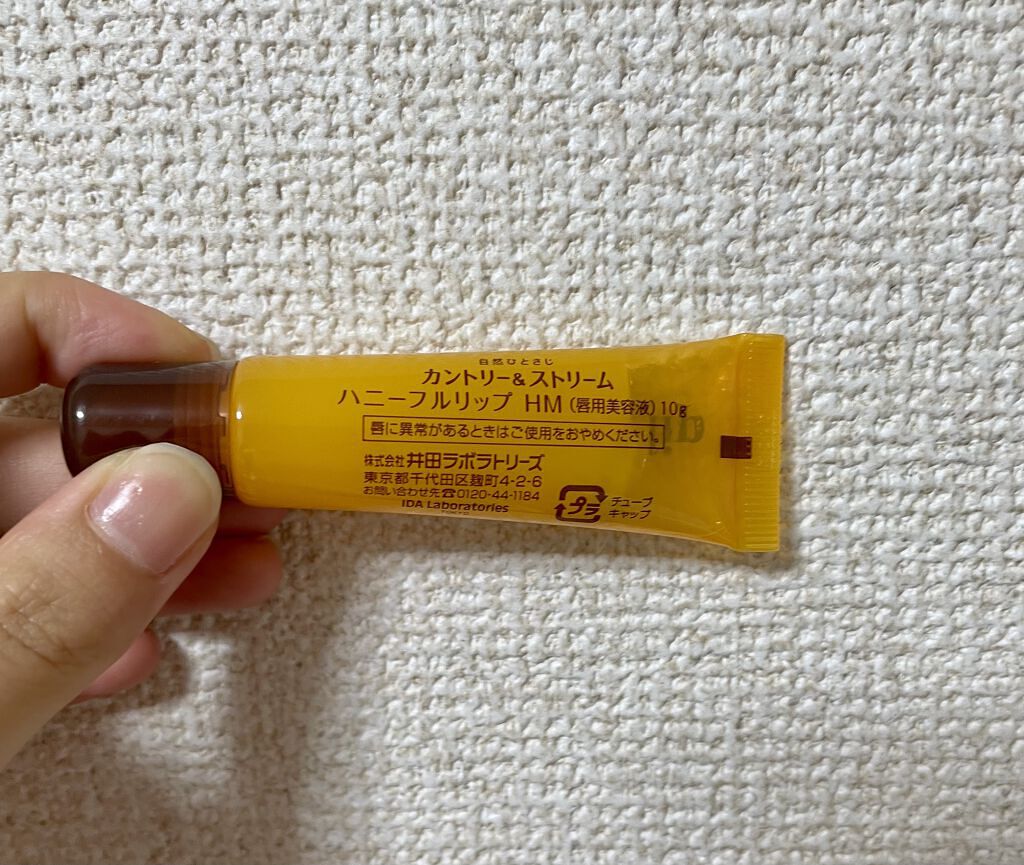 自然ひとさじ
カントリー&ストリーム
ハニーフルリップ HM (唇用美容液) 10g
唇に異常があるときはご使用をおやめください。
株式会社 井田ラボラトリーズ
東京都千代田区麹町4-2-6
お問い合わせ先☎0120-44-1184
IDA Laboratories
TOKYO
プラ
チューブ
キャップ